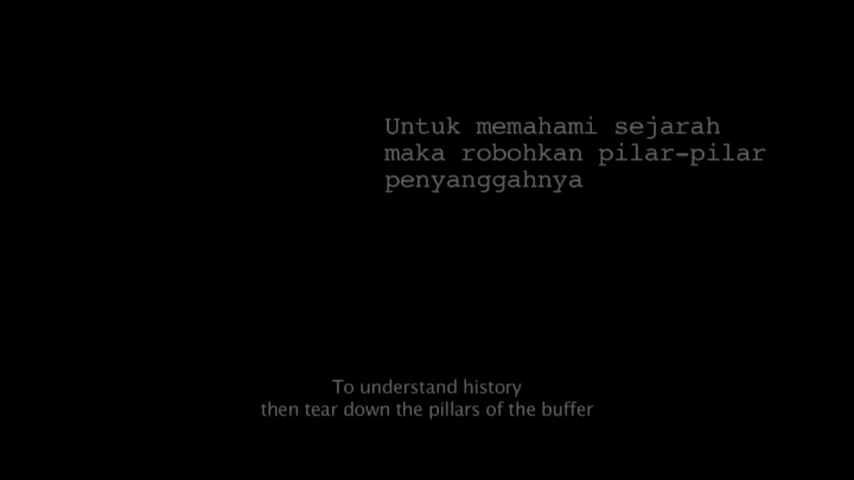 Untuk memahami sejarah
maka robohkan pilar-pilar
penyanggahnya
To understand history
then tear down the pillars of the buffer